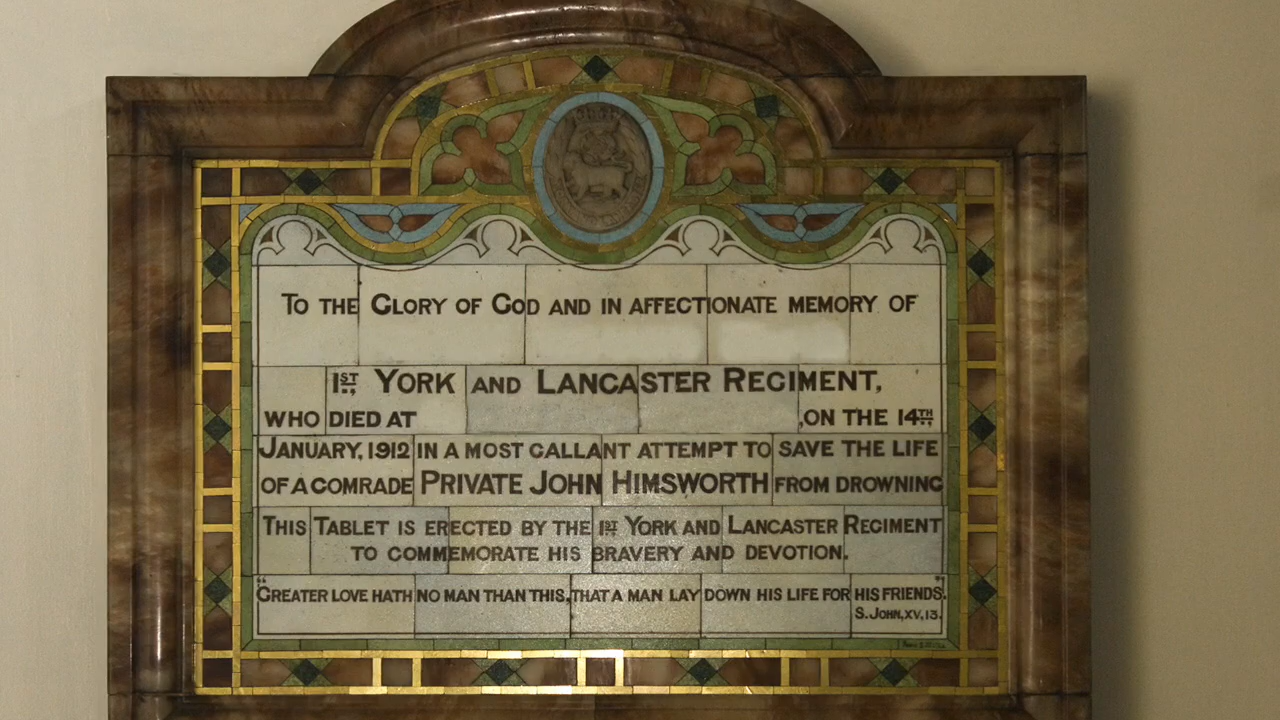 To the Glory of God and in affectionate memory of
1st York and Lancaster Regiment,
who died at ,on the 14th
January, 1912 in a most gallant attempt to save the life
of a comrade Private John Himsworth from drowning
This Tablet is erected by the 1st York and Lancaster Regiment
to commemorate his bravery and devotion.
"Greater love hath no man than this, that a man lay down his life for his friends".
S. John, xv, 13.